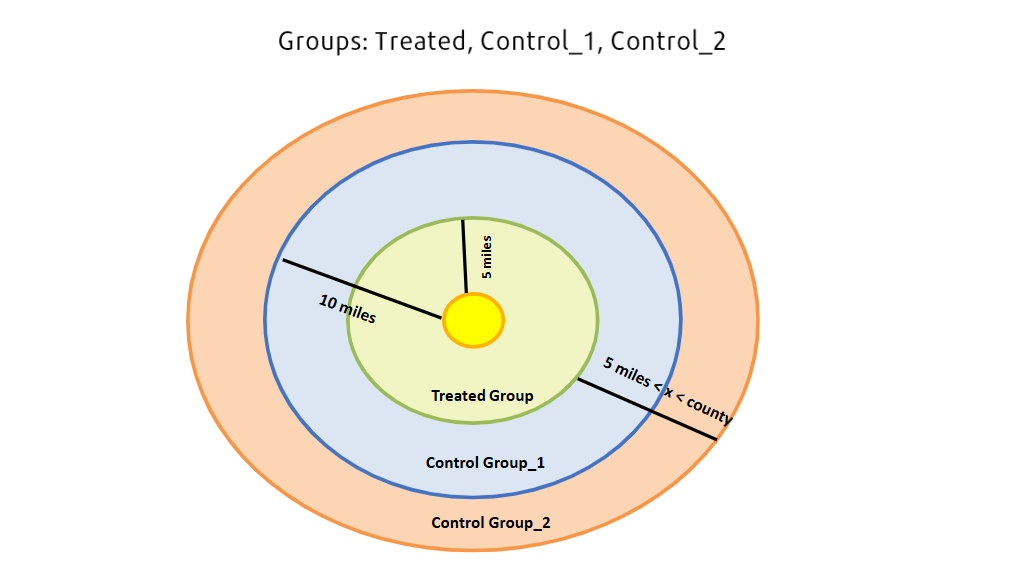 Groups: Treated, Control_1, Control_2
5 miles
10 miles
5 miles < x < county
Treated Group
Control Group_1
Control Group_2